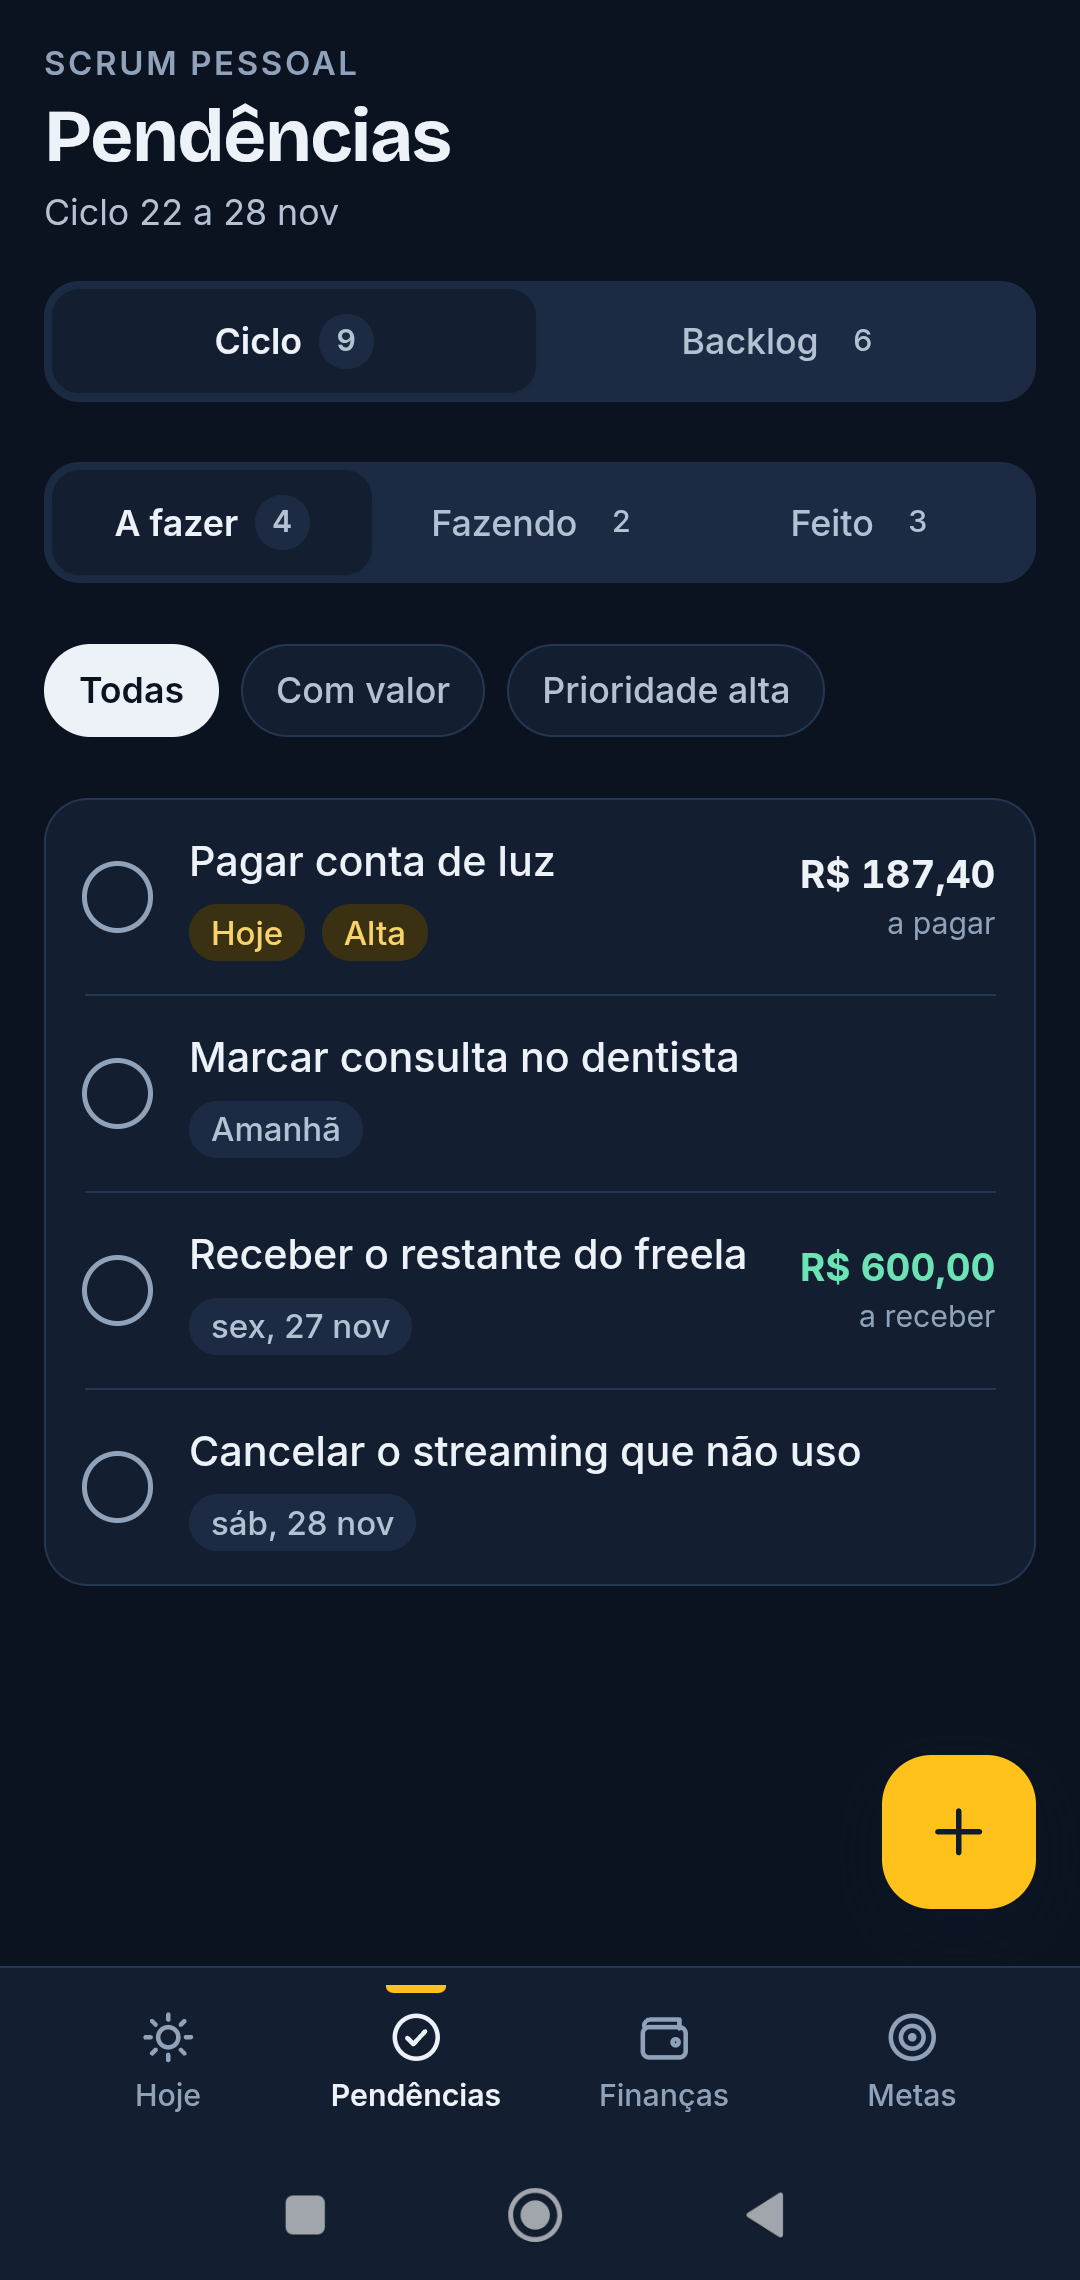 SCRUM PESSOAL
Pendências
Ciclo 22 a 28 nov
Ciclo 9 Backlog 6
A fazer 4 Fazendo 2 Feito 3
Todas Com valor Prioridade alta
Pagar conta de luz
R$ 187,40
Hoje Alta
a pagar
Marcar consulta no dentista
Amanhã
Receber o restante do freela
R$ 600,00
sex, 27 nov
a receber
Cancelar o streaming que não uso
sáb, 28 nov
Hoje Pendências Finanças Metas